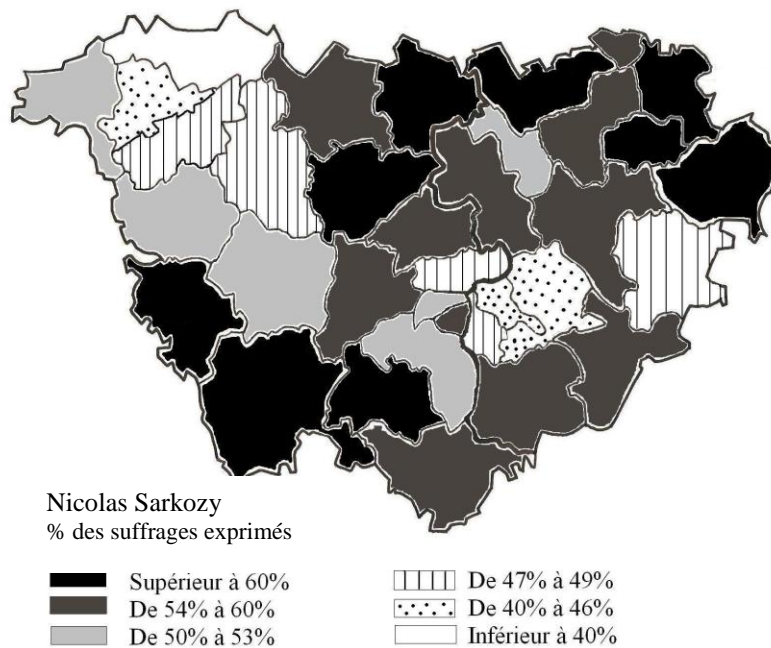 Nicolas Sarkozy
% des suffrages exprimés
Supérieur à 60%
De 54% à 60%
De 50% à 53%
De 47% à 49%
De 40% à 46%
Inférieur à 40%